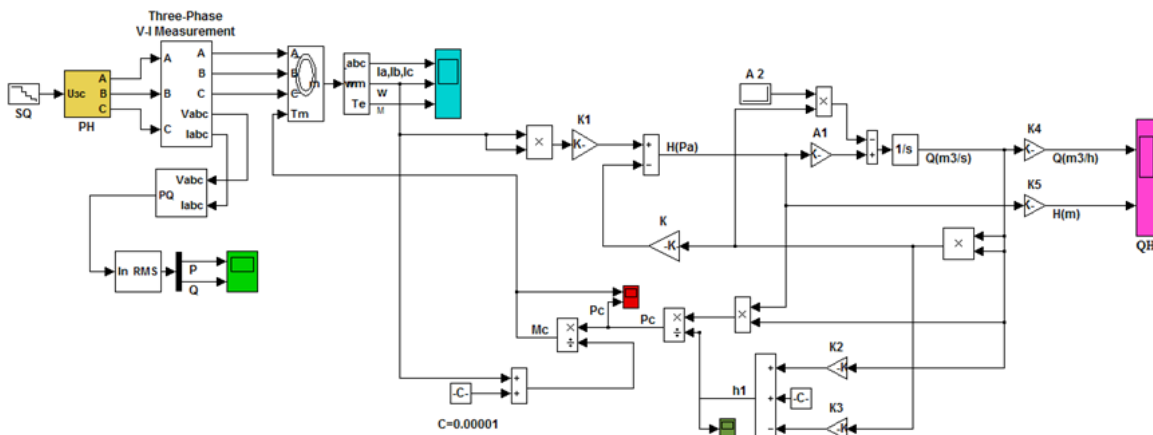 Three-Phase
V-I Measurement
SQ
Uзс
A
B
C
PH
A
B
C
A
B
C
Vabc
Iabc
A
B
C
Tm
m
abc
wm
Te
Ia,Ib,Ic
w
M
Vabc
Iabc
PQ
In RMS
P
Q
K1
K-
H(Pa)
A 2
A1
K-
1/s
Q(m3/s)
K4
K-
Q(m3/h)
K5
K-
H(m)
QH
K
-K
Pc
Pc
Mc
-C-
C=0.00001
h1
K2
-K
-C-
K3
-K